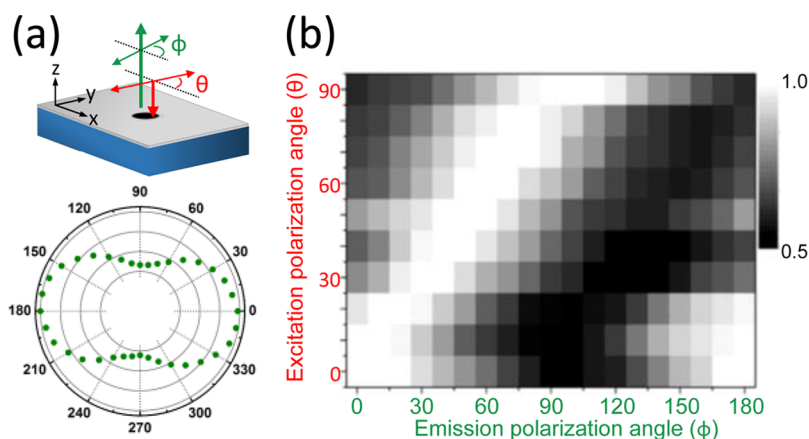 (a)
ϕ
θ
z
y
x
90
120
60
150
30
180
0
210
330
240
300
270
(b)
Excitation polarization angle (θ)
90
60
30
0
0
30
60
90
120
150
180
Emission polarization angle (ϕ)
1.0
0.5